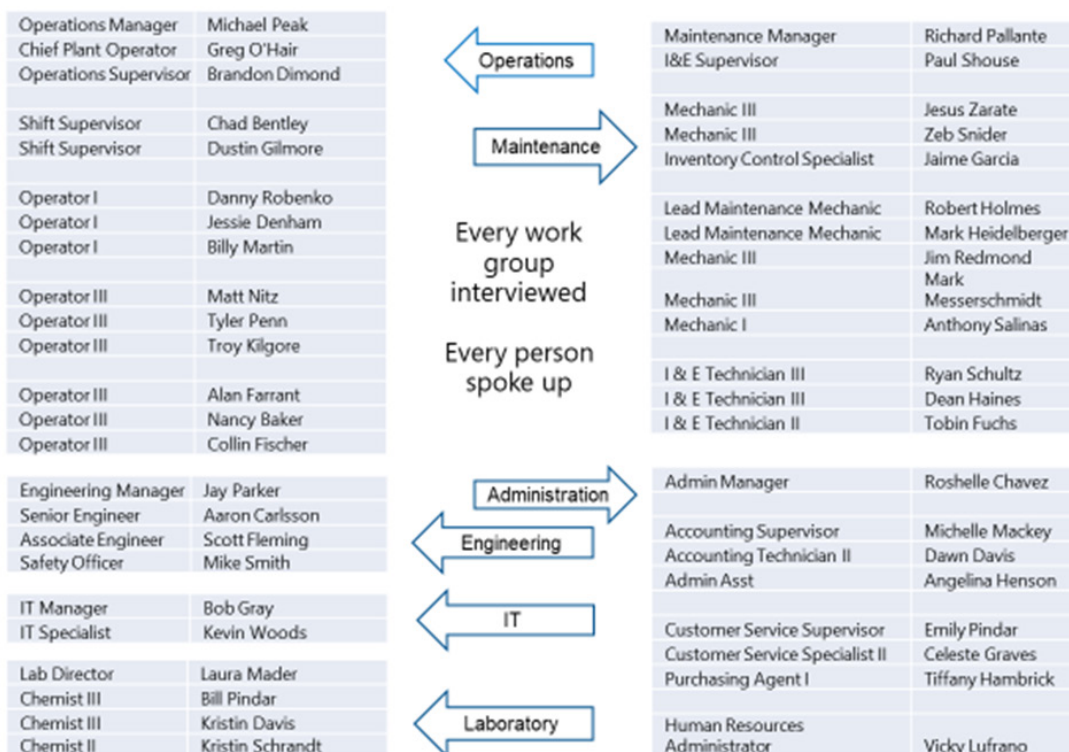 Operations Manager Michael Peak
Chief Plant Operator Greg O'Hair
Operations Supervisor Brandon Dimond
Shift Supervisor Chad Bentley
Shift Supervisor Dustin Gilmore
Operator I Danny Robenko
Operator I Jessie Denham
Operator I Billy Martin
Operator III Matt Nitz
Operator III Tyler Penn
Operator III Troy Kilgore
Operator III Alan Farrant
Operator III Nancy Baker
Operator III Collin Fischer
Engineering Manager Jay Parker
Senior Engineer Aaron Carlsson
Associate Engineer Scott Fleming
Safety Officer Mike Smith
IT Manager Bob Gray
IT Specialist Kevin Woods
Lab Director Laura Mader
Chemist III Bill Pindar
Chemist III Kristin Davis
Chemist II Kristin Schrandt
Operations
Maintenance
Every work
group
interviewed
Every person
spoke up
Administration
Engineering
IT
Laboratory
Maintenance Manager Richard Pallante
I&E Supervisor Paul Shouse
Mechanic III Jesus Zarate
Mechanic III Zeb Snider
Inventory Control Specialist Jaime Garcia
Lead Maintenance Mechanic Robert Holmes
Lead Maintenance Mechanic Mark Heidelberger
Mechanic III Jim Redmond
Mark
Mechanic III Messerschmidt
Mechanic I Anthony Salinas
I & E Technician III Ryan Schultz
I & E Technician III Dean Haines
I & E Technician II Tobin Fuchs
Admin Manager Roshelle Chavez
Accounting Supervisor Michelle Mackey
Accounting Technician II Dawn Davis
Admin Asst Angelina Henson
Customer Service Supervisor Emily Pindar
Customer Service Specialist II Celeste Graves
Purchasing Agent I Tiffany Hambrick
Human Resources
Administrator Vicky Lufrano